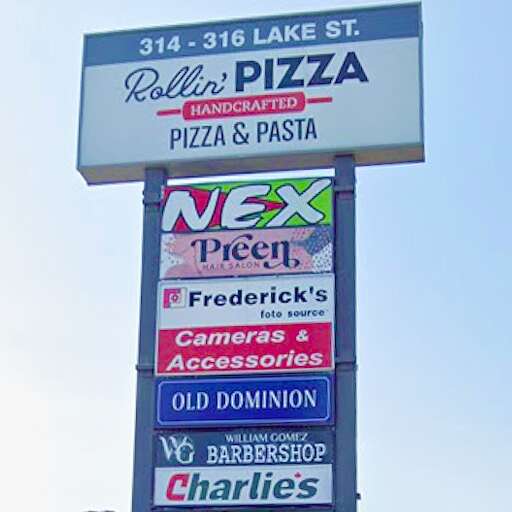 314 - 316 LAKE ST.
Rollin' PIZZA
HANDCRAFTED
PIZZA & PASTA
NEX
Preen
HAIR SALON
Frederick's
foto source
Cameras &
Accessories
OLD DOMINION
WG
WILLIAM GOMEZ
BARBERSHOP
Charlie's